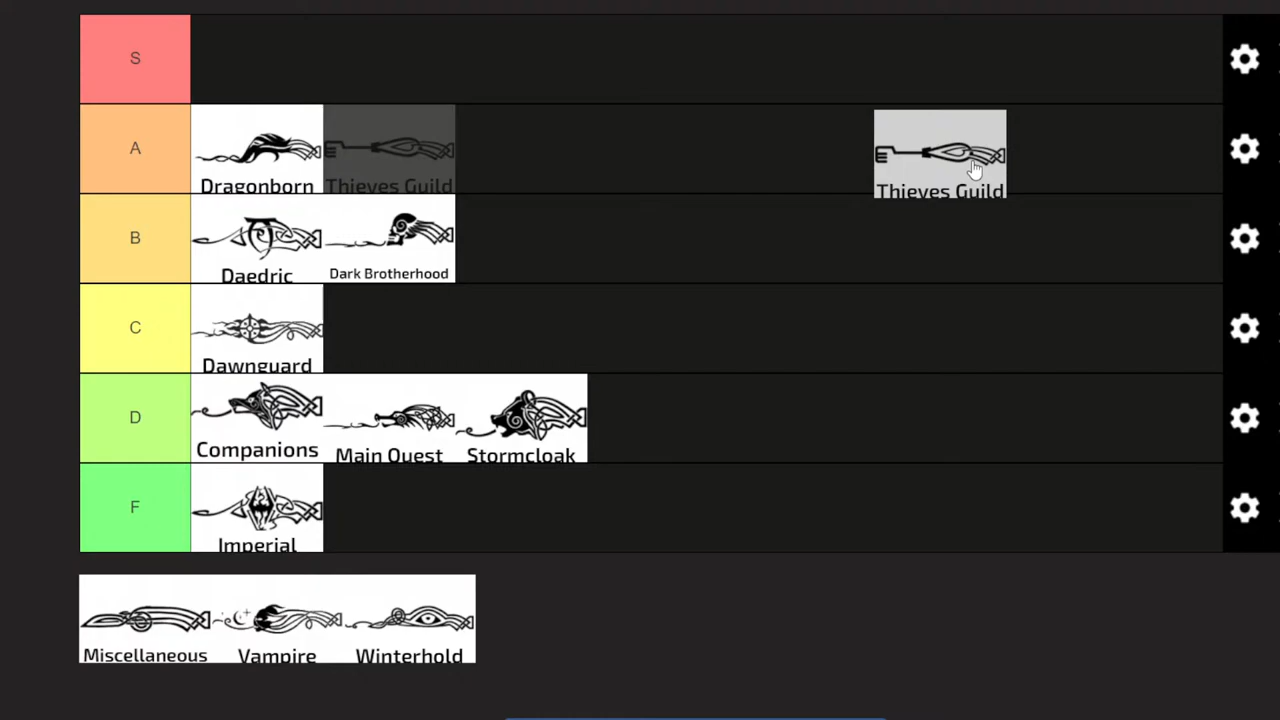 S
A
Dragonborn
Thieves Guild
Thieves Guild
B
Daedric
Dark Brotherhood
C
Dawnguard
D
Companions
Main Quest
Stormcloak
F
Imperial
Miscellaneous
Vampire
Winterhold